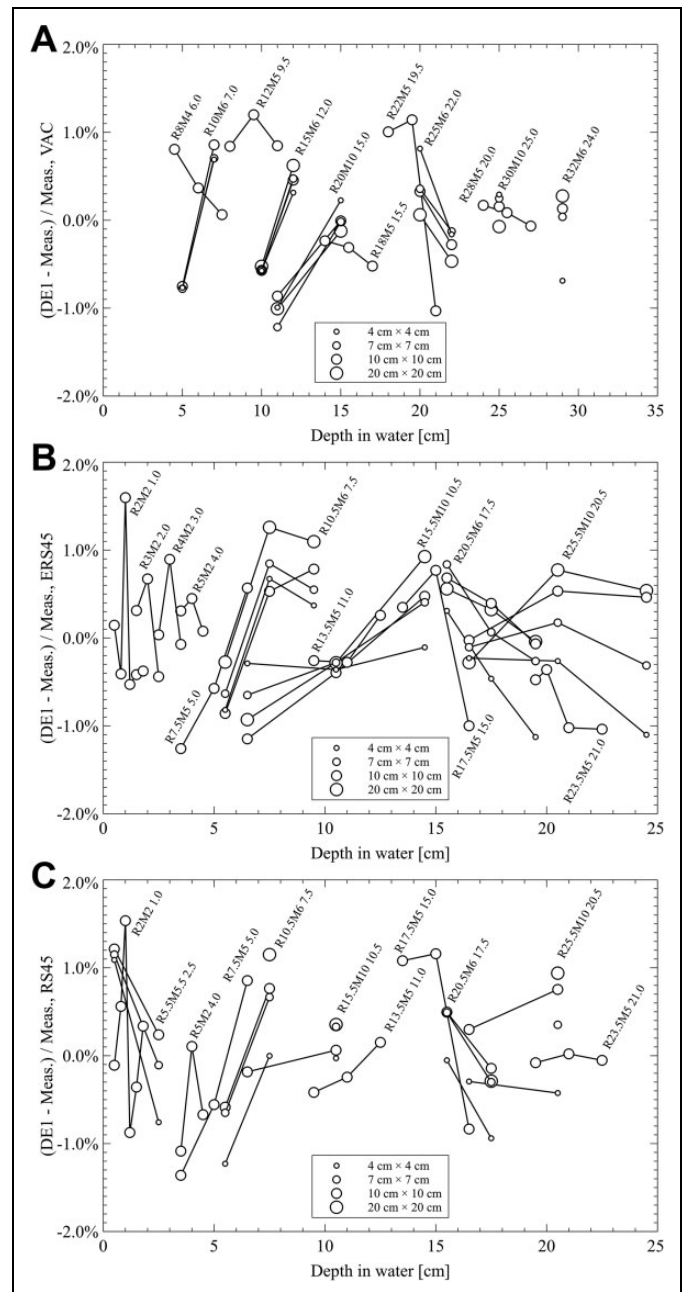 A
2.0%
1.0%
0.0%
-1.0%
-2.0%
(DE1 - Meas.) / Meas., VAC
R8M4 6.0
R10M6 7.0
R12M5 9.5
R15M6 12.0
R20M10 15.0
R18M5 15.5
R22M5 19.5
R25M6 22.0
R28M5 20.0
R30M10 25.0
R32M6 24.0
4 cm × 4 cm
7 cm × 7 cm
10 cm × 10 cm
20 cm × 20 cm
0 5 10 15 20 25 30 35
Depth in water [cm]
B
2.0%
1.0%
0.0%
-1.0%
-2.0%
(DE1 - Meas.) / Meas., ERS45
R2M2 1.0
R3M2 2.0
R4M2 3.0
R5M2 4.0
R7.5M5 5.0
R10.5M6 7.5
R13.5M5 11.0
R15.5M10 10.5
R17.5M5 15.0
R20.5M6 17.5
R23.5M5 21.0
R25.5M10 20.5
4 cm × 4 cm
7 cm × 7 cm
10 cm × 10 cm
20 cm × 20 cm
0 5 10 15 20 25
Depth in water [cm]
C
2.0%
1.0%
0.0%
-1.0%
-2.0%
(DE1 - Meas.) / Meas., RS45
R2M2 1.0
R5.5M5.5 2.5
R5M2 4.0
R7.5M5 5.0
R10.5M6 7.5
R15.5M10 10.5
R13.5M5 11.0
R17.5M5 15.0
R20.5M6 17.5
R25.5M10 20.5
R23.5M5 21.0
4 cm × 4 cm
7 cm × 7 cm
10 cm × 10 cm
20 cm × 20 cm
0 5 10 15 20 25
Depth in water [cm]